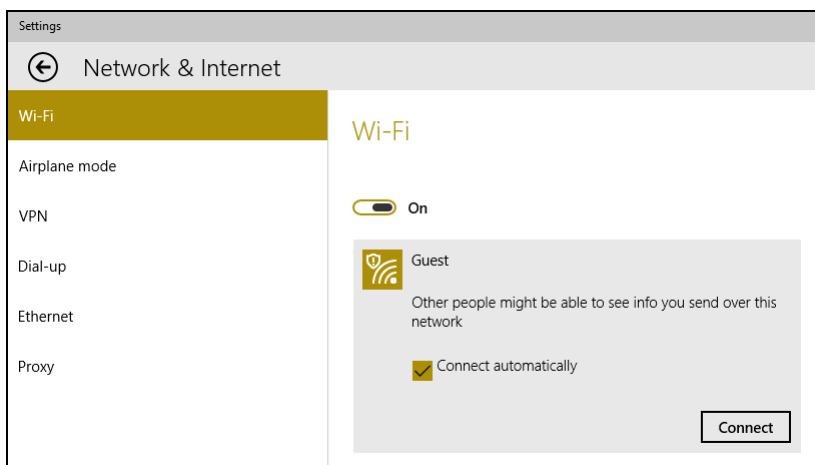 Settings
Network & Internet
Wi-Fi
Airplane mode
VPN
Dial-up
Ethernet
Proxy
Wi-Fi
On
Guest
Other people might be able to see info you send over this
network
Connect automatically
Connect